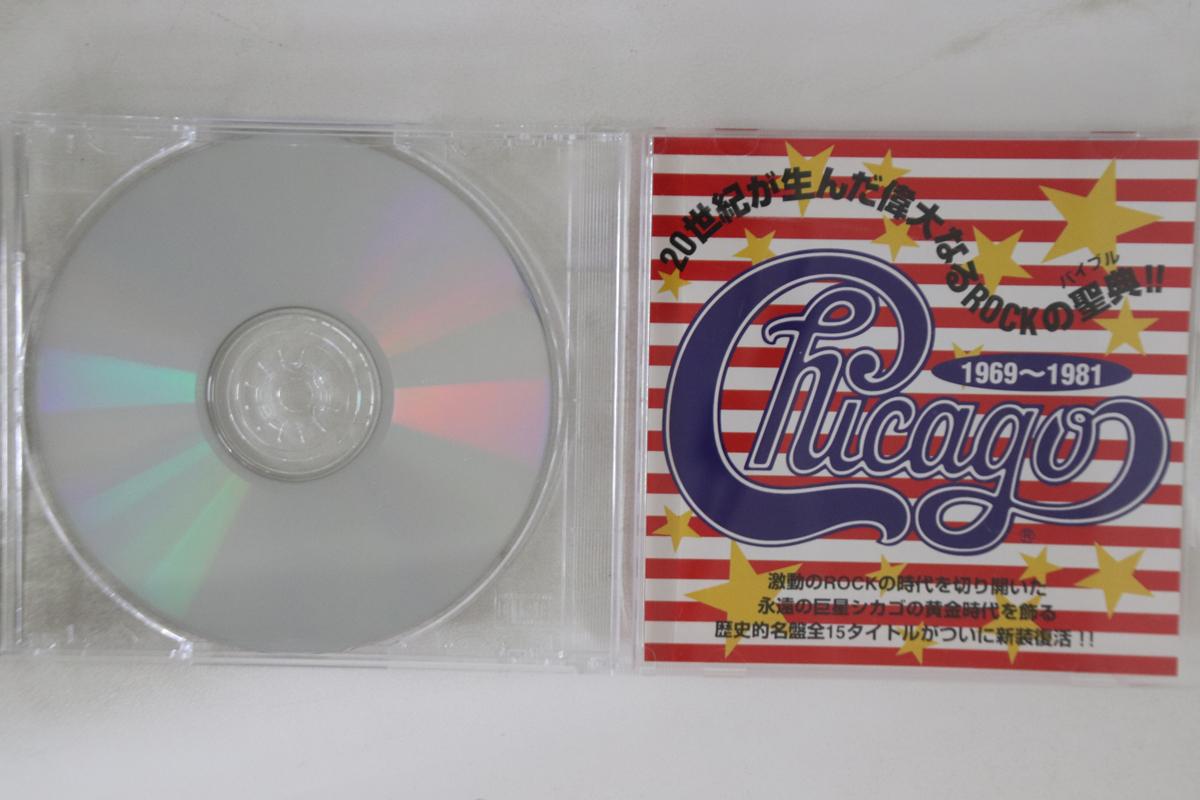 20世紀が生んだ偉大なるROCKの聖典!!
バイブル
Chicago
®
1969〜1981
激動のROCKの時代を切り開いた
永遠の巨星シカゴの黄金時代を飾る
歴史的名盤全15タイトルがついに新装復活!!